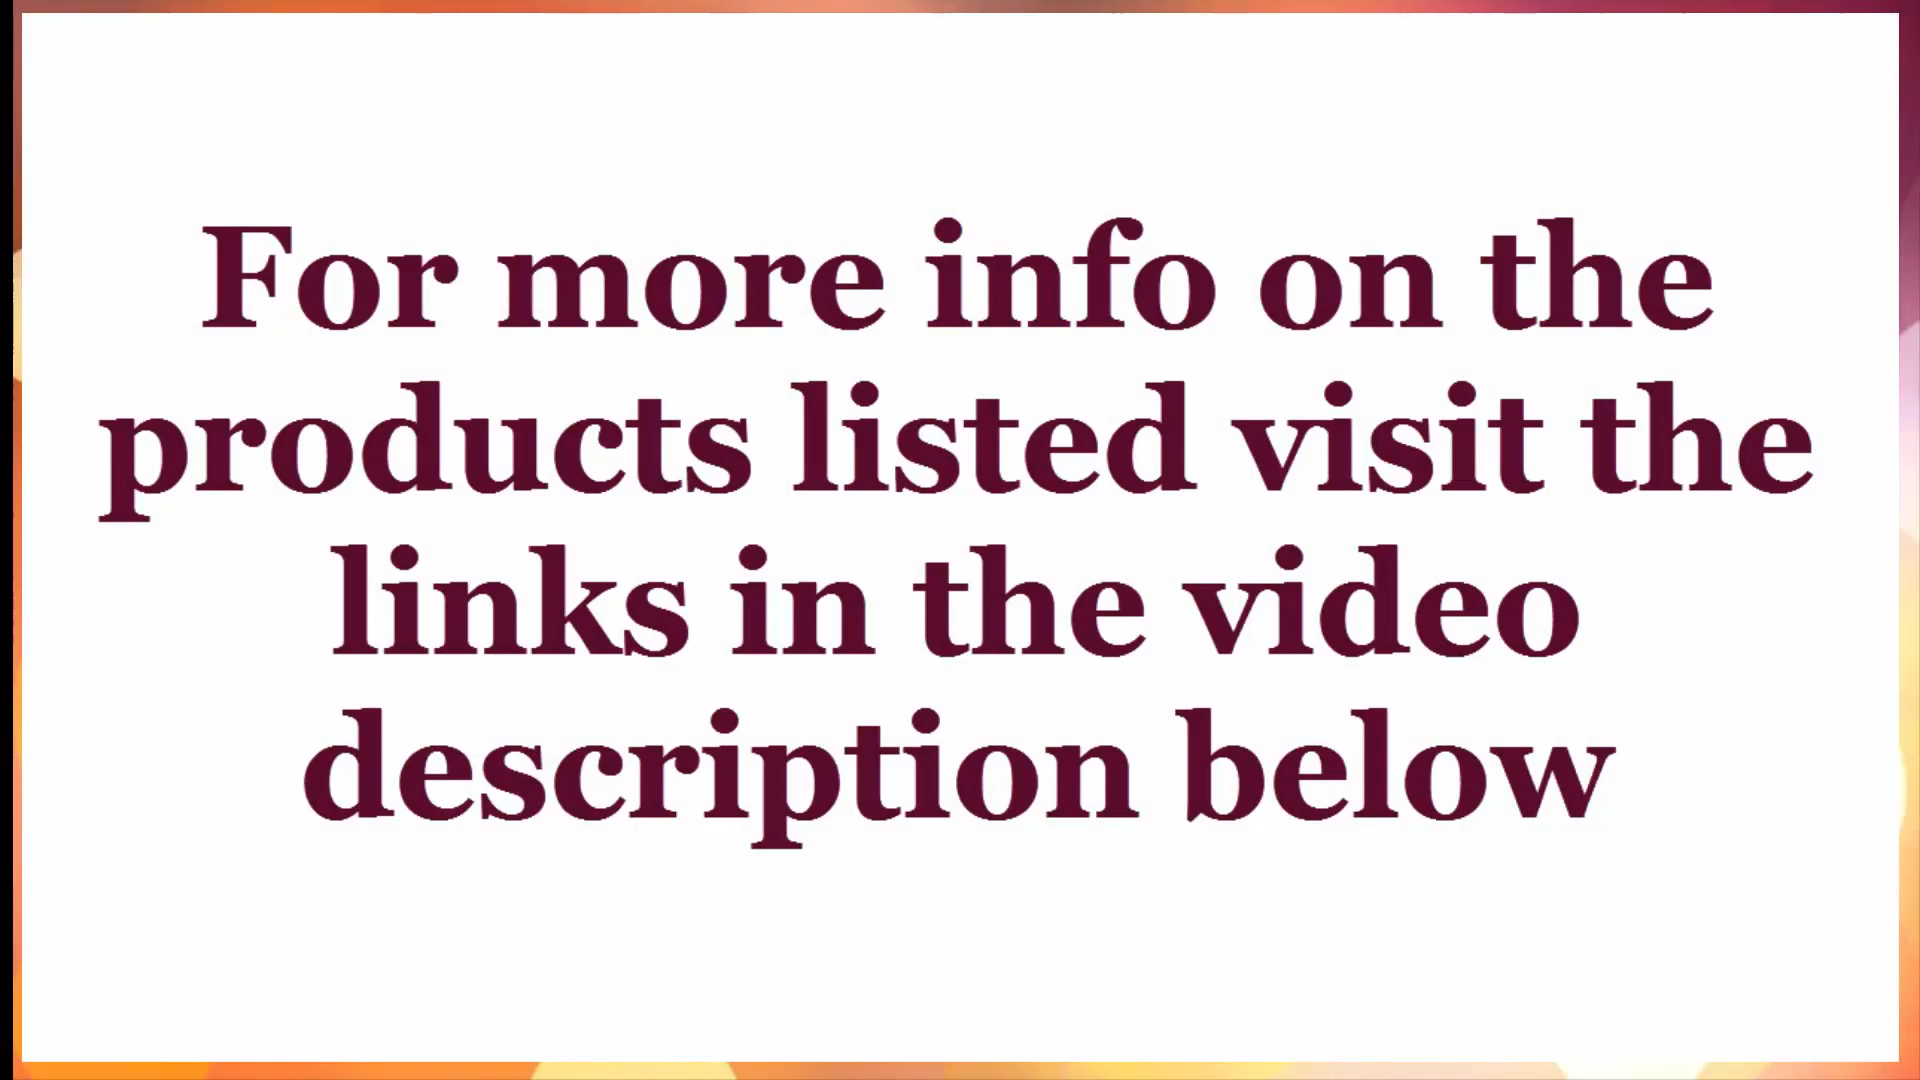 For more info on the
products listed visit the
links in the video
description below